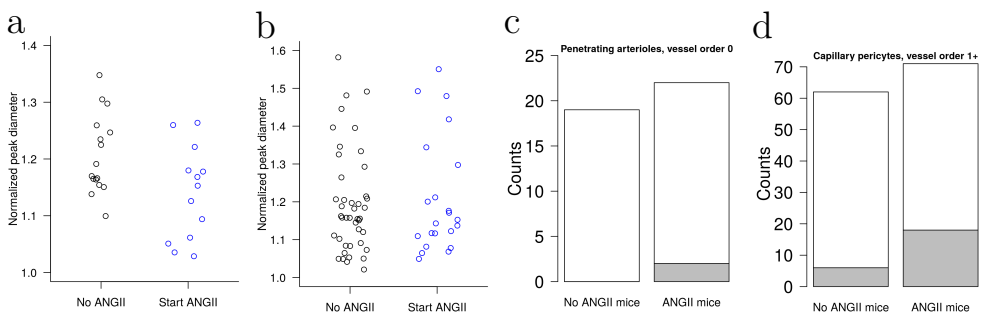 a
Normalized peak diameter
1.4
1.3
1.2
1.1
1.0
No ANGII
Start ANGII
b
Normalized peak diameter
1.6
1.5
1.4
1.3
1.2
1.1
1.0
No ANGII
Start ANGII
c
Penetrating arterioles, vessel order 0
Counts
25
20
15
10
5
0
No ANGII mice
ANGII mice
d
Capillary pericytes, vessel order 1+
Counts
70
60
50
40
30
20
10
0
No ANGII mice
ANGII mice